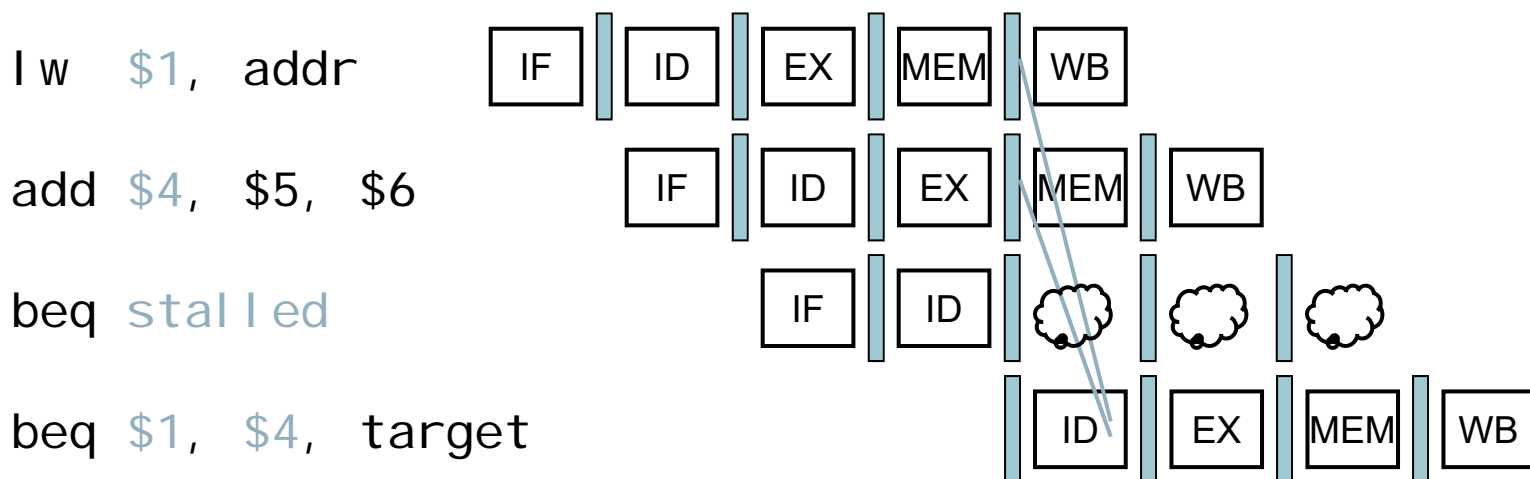 lw $1, addr IF ID EX MEM WB
add $4, $5, $6 IF ID EX MEM WB
beq stalled IF ID
beq $1, $4, target ID EX MEM WB